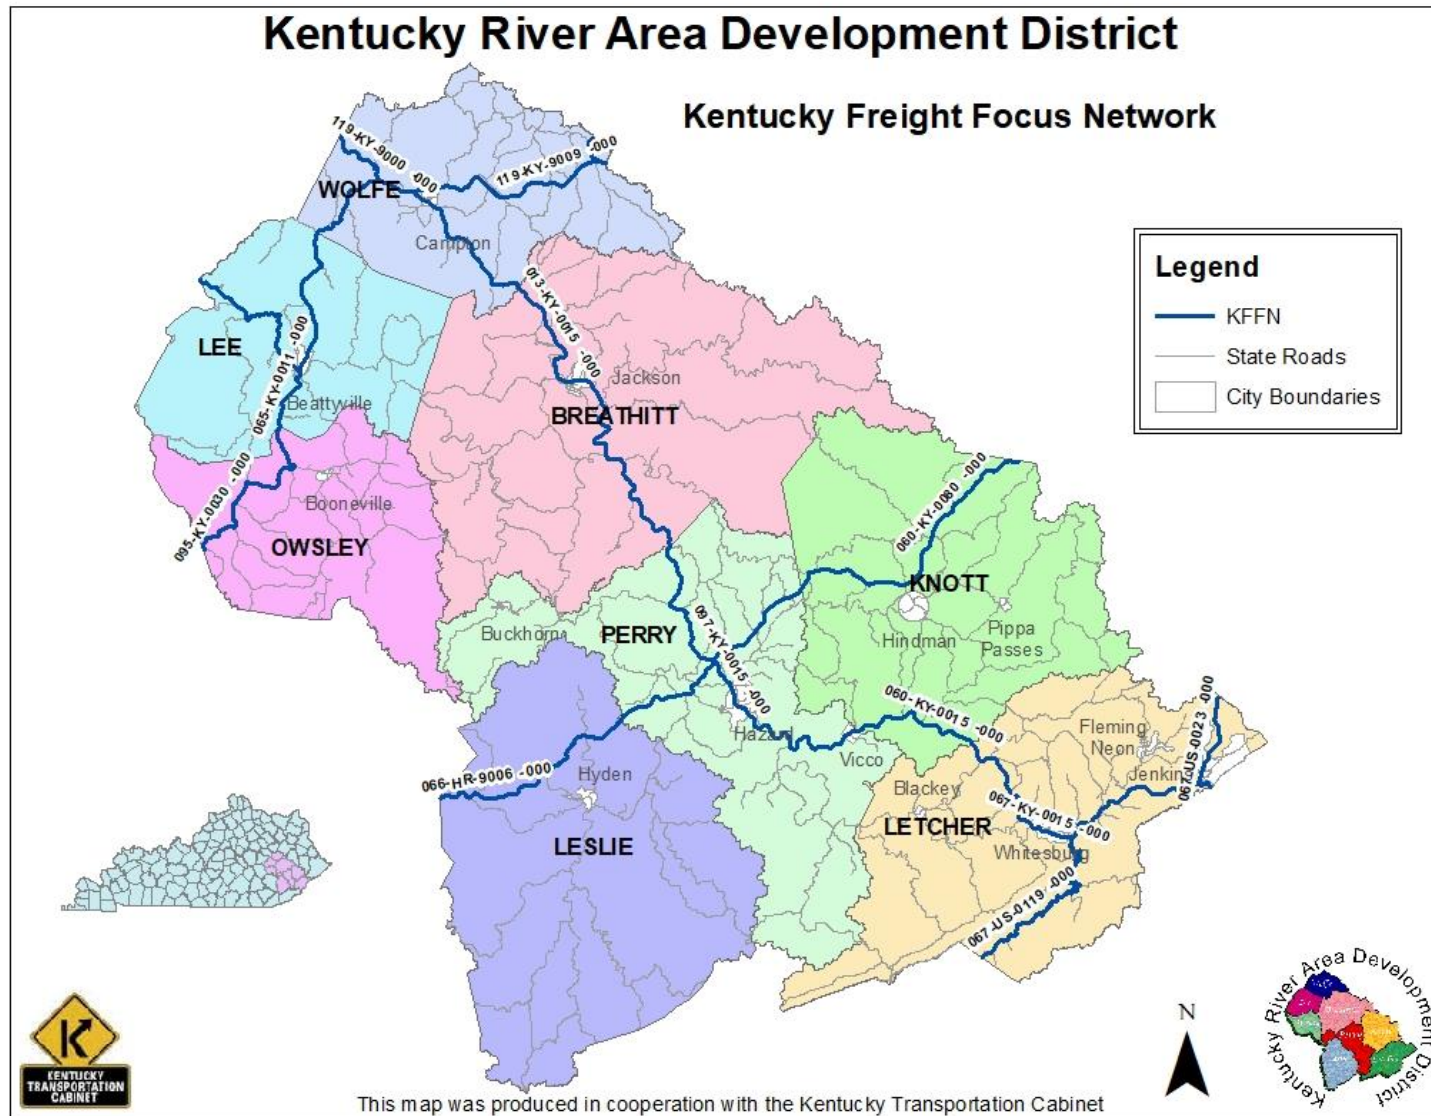 Kentucky River Area Development District
Kentucky Freight Focus Network
119-KY-9000 -000
119-KY-9009 -000
WOLFE
Campton
013-KY-0015 -000
Legend
KFFN
State Roads
City Boundaries
LEE
065-KY-0011 -000
Beattyville
Jackson
BREATHITT
095-KY-0030 -000
Booneville
OWSLEY
060-KY-0080 -000
KNOTT
Hindman
Pippa
Passes
Buckhorn
PERRY
097-KY-0015 -000
Hazard
Vicco
060-KY-0015 -000
Fleming
Neon
Jenkins
067-US-0023 -000
066-HR-9006 -000
Hyden
LESLIE
Blackey
LETCHER
067-KY-0015 -000
Whitesburg
067-US-0119 -000
KENTUCKY
TRANSPORTATION
CABINET
N
Kentucky River Area Development District
This map was produced in cooperation with the Kentucky Transportation Cabinet